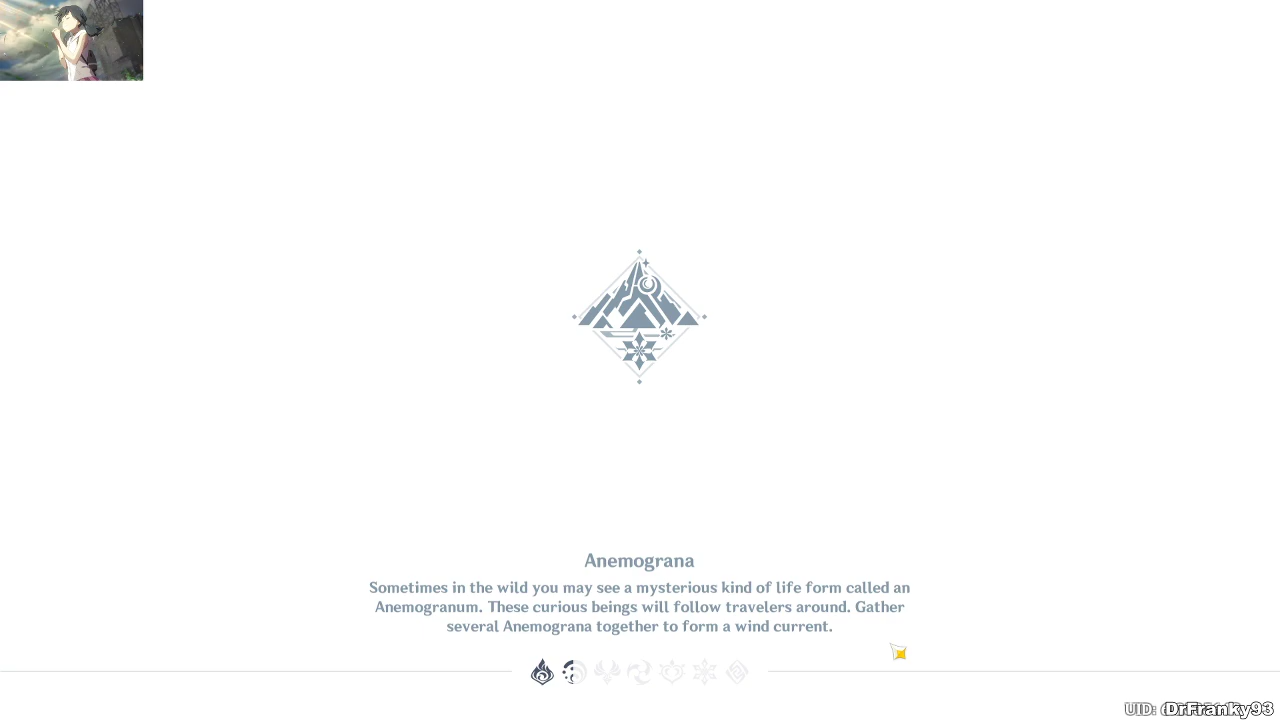 Anemograna
Sometimes in the wild you may see a mysterious kind of life form called an
Anemogranum. These curious beings will follow travelers around. Gather
several Anemograna together to form a wind current.
UID: DrFranky93